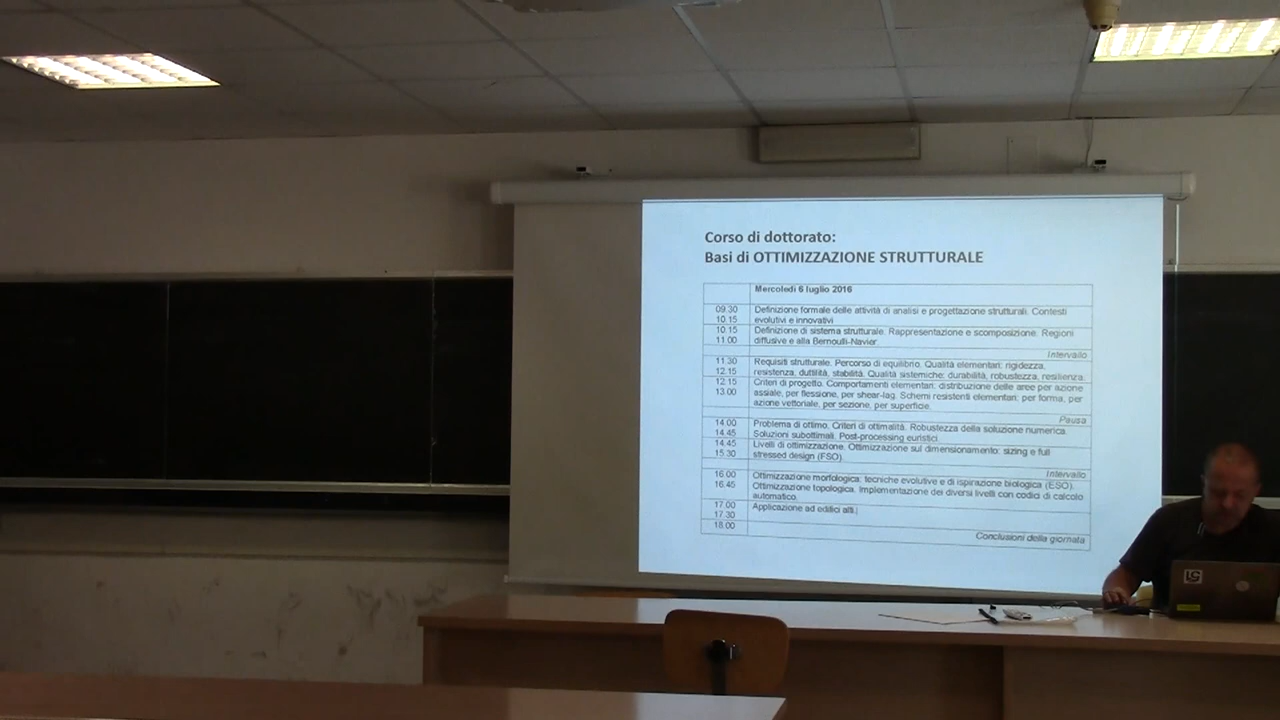 Corso di dottorato:
Basi di OTTIMIZZAZIONE STRUTTURALE
Mercoledì 6 luglio 2016
09.30 Definizione formale delle attività di analisi e progettazione strutturali. Contesti
10.15 evolutivi e innovativi
10.15 Definizione di sistema strutturale. Rappresentazione e scomposizione. Regioni
11.00 diffusive e alla Bernoulli-Navier.
Intervallo
11.30 Requisiti strutturale. Percorso di equilibrio. Qualità elementari: rigidezza,
12.15 resistenza, duttilità, stabilità. Qualità sistemiche: durabilità, robustezza, resilienza.
12.15 Criteri di progetto. Comportamenti elementari: distribuzione delle aree per azione
13.00 assiale, per flessione, per shear-lag. Schemi resistenti elementari: per forma, per
azione vettoriale, per sezione, per superficie.
Pausa
14.00 Problema di ottimo. Criteri di ottimalità. Robustezza della soluzione numerica.
14.45 Soluzioni subottimali. Post-processing euristici.
14.45 Livelli di ottimizzazione. Ottimizzazione sul dimensionamento: sizing e full
15.30 stressed design (FSO).
Intervallo
16.00 Ottimizzazione morfologica: tecniche evolutive e di ispirazione biologica (ESO).
16.45 Ottimizzazione topologica. Implementazione dei diversi livelli con codici di calcolo
automatico.
17.00 Applicazione ad edifici alti.
17.30
18.00
Conclusioni della giornata